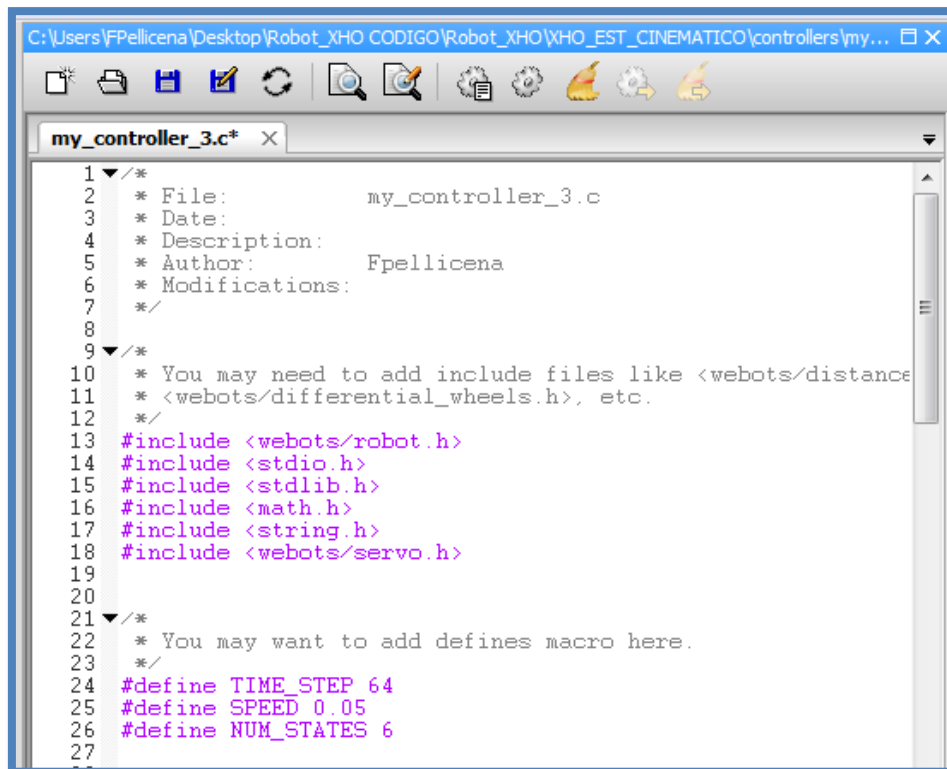 C:\Users\FPellicena\Desktop\Robot_XHO CODIGO\Robot_XHO\XHO_EST_CINEMATICO\controllers\my...
my_controller_3.c*
1 /*
2  * File:          my_controller_3.c
3  * Date:
4  * Description:
5  * Author:        Fpellicena
6  * Modifications:
7  */
8
9 /*
10  * You may need to add include files like <webots/distance
11  * <webots/differential_wheels.h>, etc.
12  */
13 #include <webots/robot.h>
14 #include <stdio.h>
15 #include <stdlib.h>
16 #include <math.h>
17 #include <string.h>
18 #include <webots/servo.h>
19
20
21 /*
22  * You may want to add defines macro here.
23  */
24 #define TIME_STEP 64
25 #define SPEED 0.05
26 #define NUM_STATES 6
27